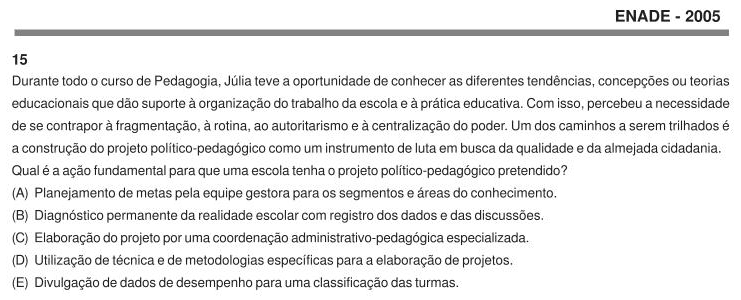 ENADE - 2005
15
Durante todo o curso de Pedagogia, Júlia teve a oportunidade de conhecer as diferentes tendências, concepções ou teorias
educacionais que dão suporte à organização do trabalho da escola e à prática educativa. Com isso, percebeu a necessidade
de se contrapor à fragmentação, à rotina, ao autoritarismo e à centralização do poder. Um dos caminhos a serem trilhados é
a construção do projeto político-pedagógico como um instrumento de luta em busca da qualidade e da almejada cidadania.
Qual é a ação fundamental para que uma escola tenha o projeto político-pedagógico pretendido?
(A) Planejamento de metas pela equipe gestora para os segmentos e áreas do conhecimento.
(B) Diagnóstico permanente da realidade escolar com registro dos dados e das discussões.
(C) Elaboração do projeto por uma coordenação administrativo-pedagógica especializada.
(D) Utilização de técnica e de metodologias específicas para a elaboração de projetos.
(E) Divulgação de dados de desempenho para uma classificação das turmas.